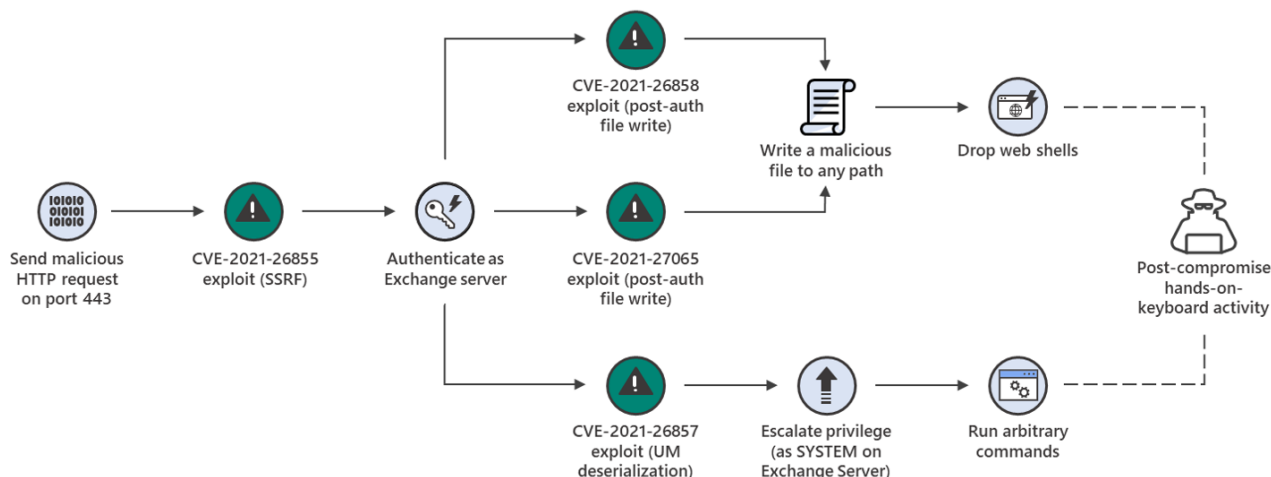 CVE-2021-26858
exploit (post-auth
file write)
Write a malicious
file to any path
Drop web shells
IOIOIO
OIOIOI
IOIOIO
Send malicious
HTTP request
on port 443
CVE-2021-26855
exploit (SSRF)
Authenticate as
Exchange server
CVE-2021-27065
exploit (post-auth
file write)
Post-compromise
hands-on-
keyboard activity
CVE-2021-26857
exploit (UM
deserialization)
Escalate privilege
(as SYSTEM on
Exchange Server)
Run arbitrary
commands